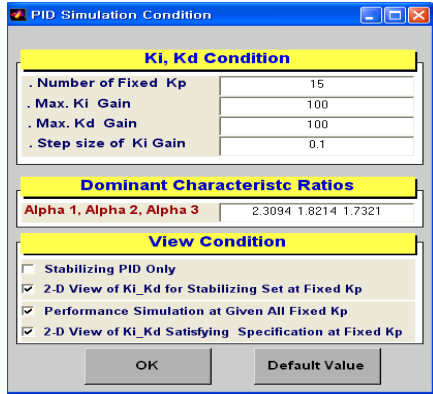 PID Simulation Condition
Ki, Kd Condition
. Number of Fixed Kp 15
. Max. Ki Gain 100
. Max. Kd Gain 100
. Step size of Ki Gain 0.1
Dominant Characteristc Ratios
Alpha 1, Alpha 2, Alpha 3 2.3094 1.8214 1.7321
View Condition
Stabilizing PID Only
2-D View of Ki_Kd for Stabilizing Set at Fixed Kp
Performance Simulation at Given All Fixed Kp
2-D View of Ki_Kd Satisfying Specification at Fixed Kp
OK Default Value